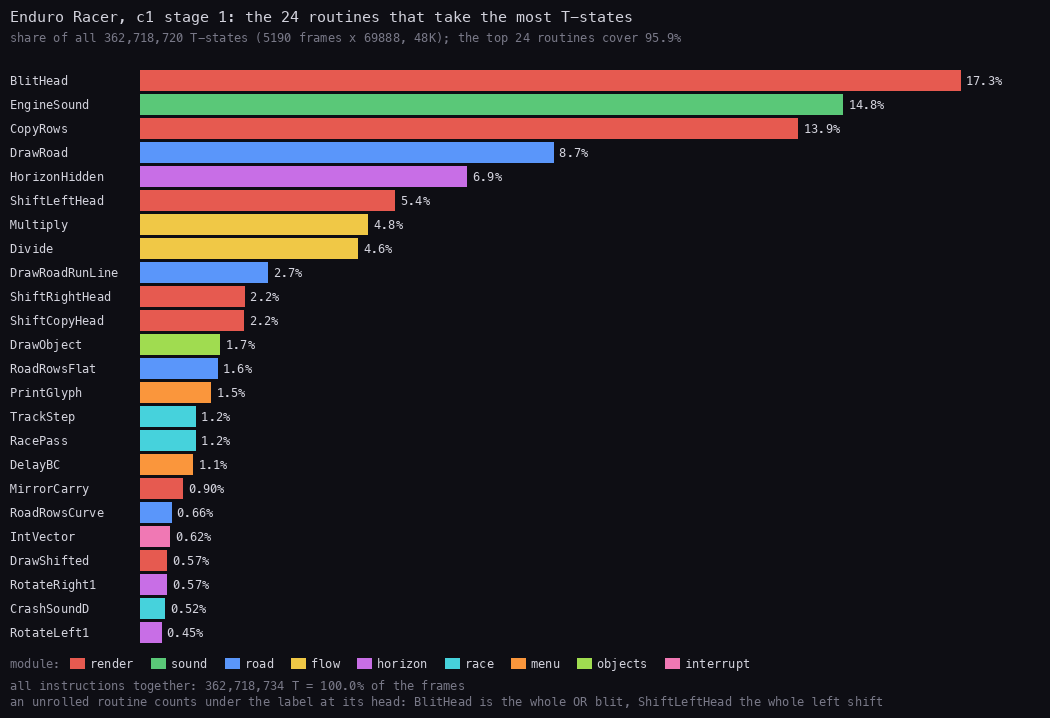 Enduro Racer, c1 stage 1: the 24 routines that take the most T−states
share of all 362,718,720 T−states (5190 frames x 69888, 48K); the top 24 routines cover 95.9%
BlitHead 17.3%
EngineSound 14.8%
CopyRows 13.9%
DrawRoad 8.7%
HorizonHidden 6.9%
ShiftLeftHead 5.4%
Multiply 4.8%
Divide 4.6%
DrawRoadRunLine 2.7%
ShiftRightHead 2.2%
ShiftCopyHead 2.2%
DrawObject 1.7%
RoadRowsFlat 1.6%
PrintGlyph 1.5%
TrackStep 1.2%
RacePass 1.2%
DelayBC 1.1%
MirrorCarry 0.90%
RoadRowsCurve 0.66%
IntVector 0.62%
DrawShifted 0.57%
RotateRight1 0.57%
CrashSoundD 0.52%
RotateLeft1 0.45%
module: render sound road flow horizon race menu objects interrupt
all instructions together: 362,718,734 T = 100.0% of the frames
an unrolled routine counts under the label at its head: BlitHead is the whole OR blit, ShiftLeftHead the whole left shift